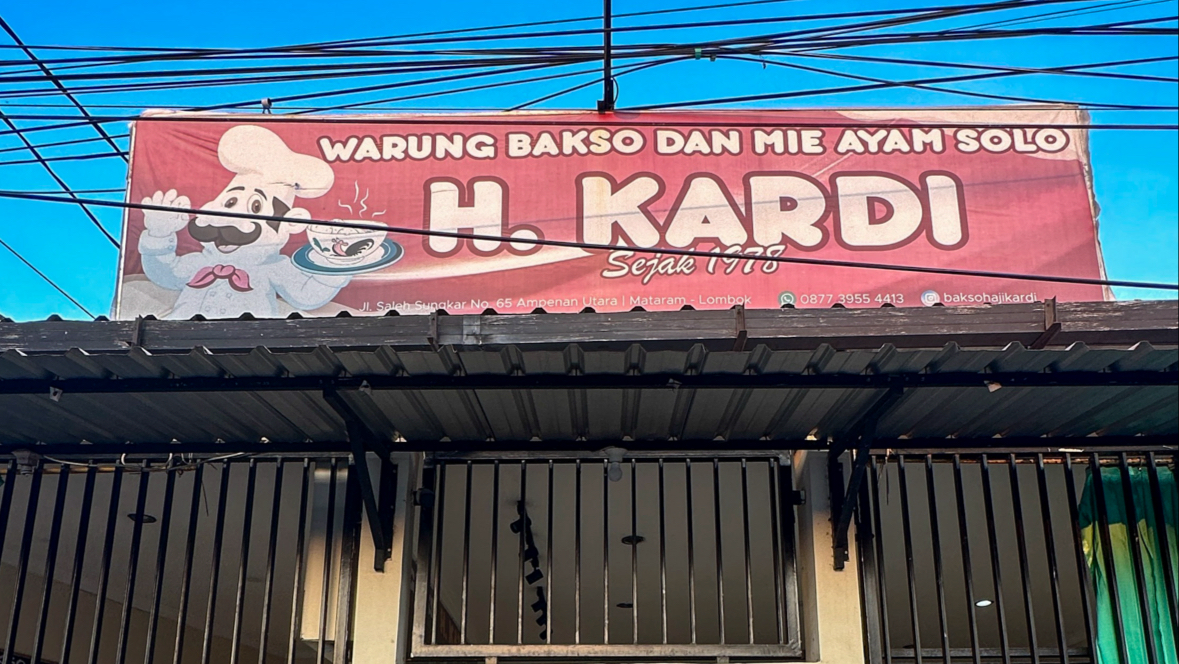 WARUNG BAKSO DAN MIE AYAM SOLO
H. KARDI
Sejak 1978
Jl. Saleh Sungkar No. 65 Ampenan Utara | Mataram - Lombok 0877 3955 4413 baksohajikardi